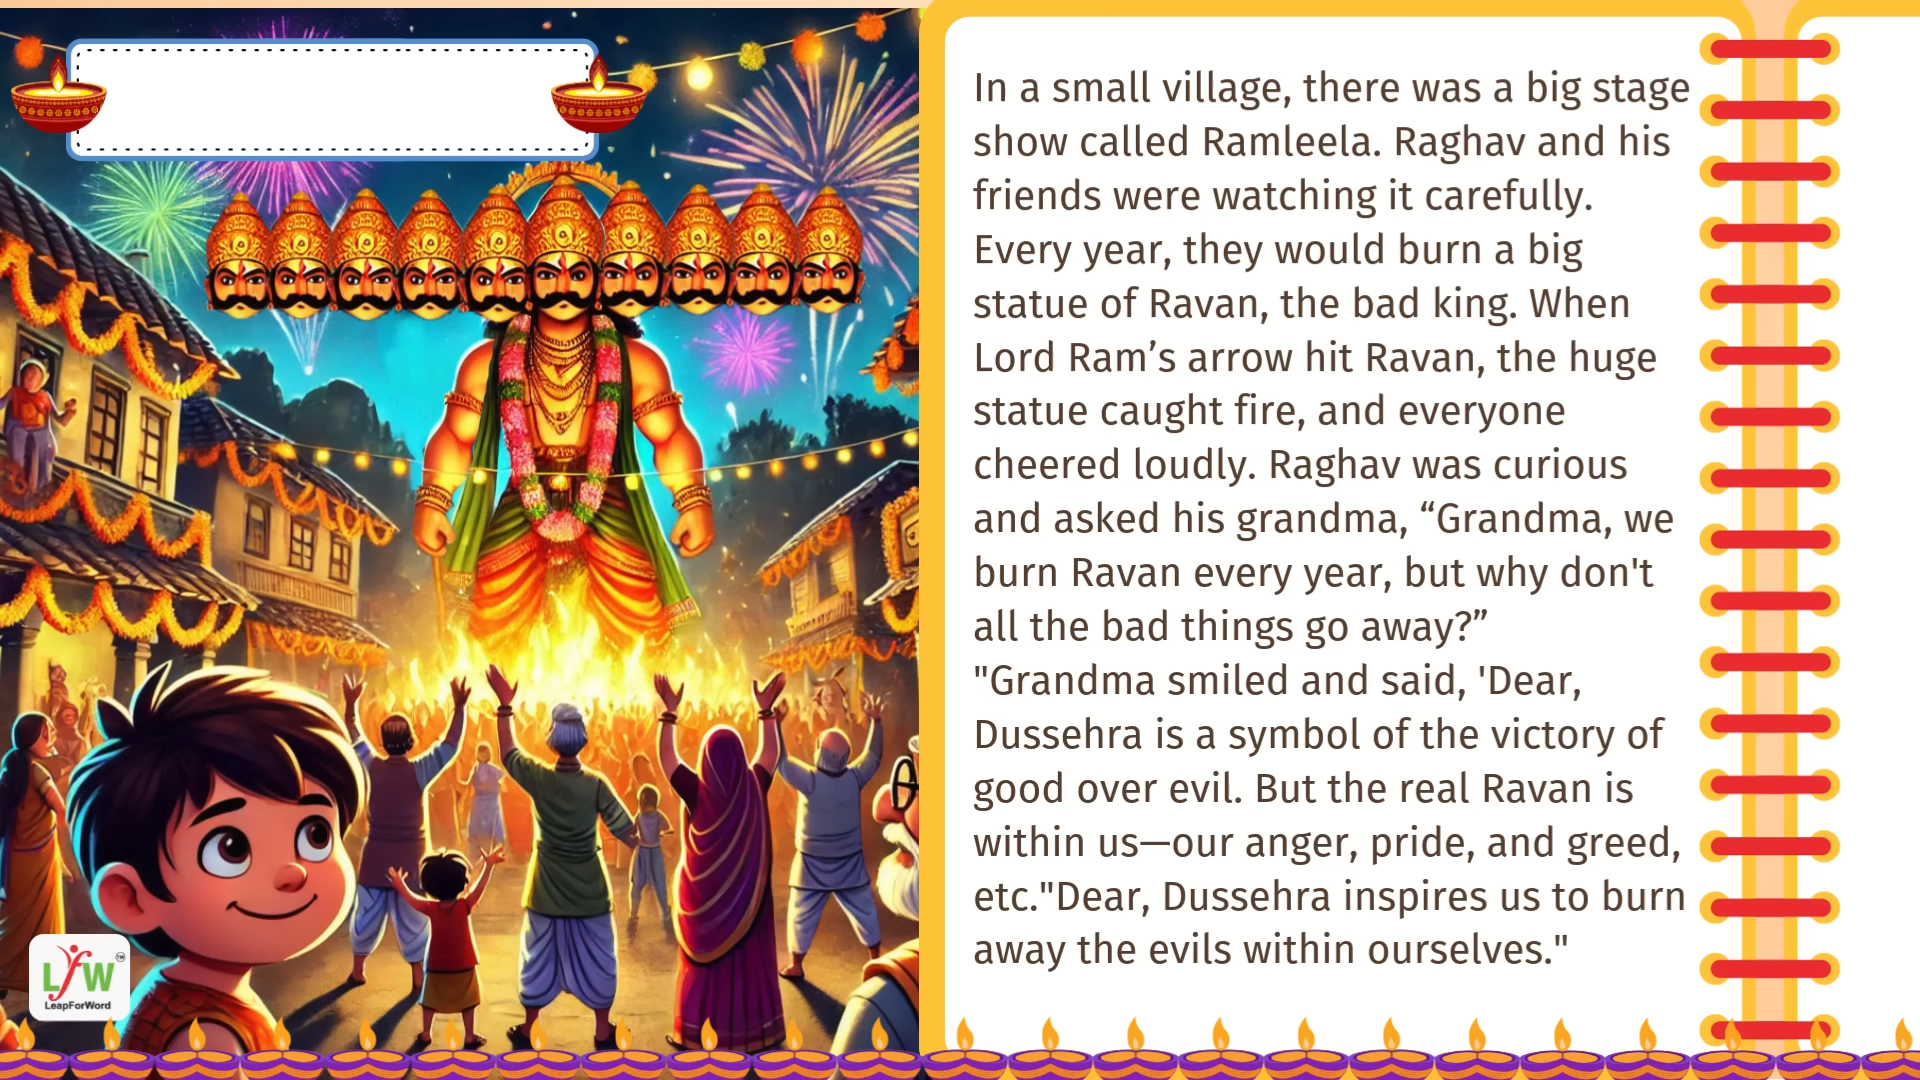 In a small village, there was a big stage
show called Ramleela. Raghav and his
friends were watching it carefully.
Every year, they would burn a big
statue of Ravan, the bad king. When
Lord Ram’s arrow hit Ravan, the huge
statue caught fire, and everyone
cheered loudly. Raghav was curious
and asked his grandma, “Grandma, we
burn Ravan every year, but why don't
all the bad things go away?”
"Grandma smiled and said, 'Dear,
Dussehra is a symbol of the victory of
good over evil. But the real Ravan is
within us—our anger, pride, and greed,
etc."Dear, Dussehra inspires us to burn
away the evils within ourselves."
LfW™
LeapForWord